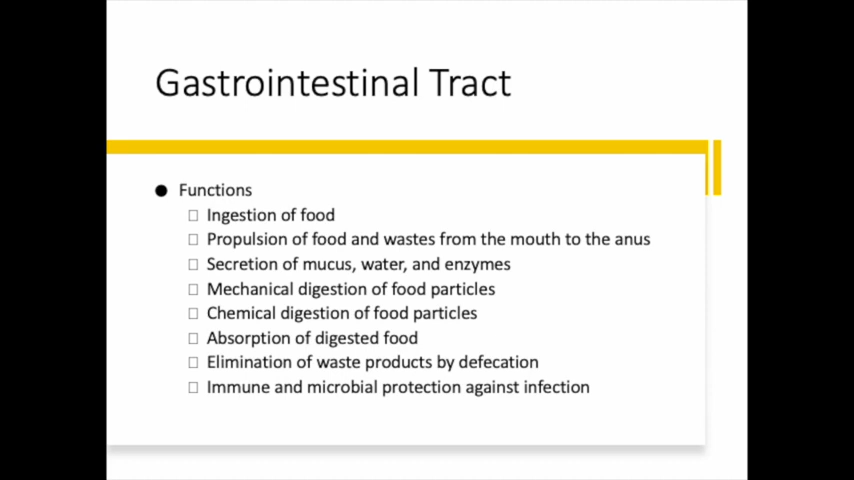 Gastrointestinal Tract
● Functions
□ Ingestion of food
□ Propulsion of food and wastes from the mouth to the anus
□ Secretion of mucus, water, and enzymes
□ Mechanical digestion of food particles
□ Chemical digestion of food particles
□ Absorption of digested food
□ Elimination of waste products by defecation
□ Immune and microbial protection against infection